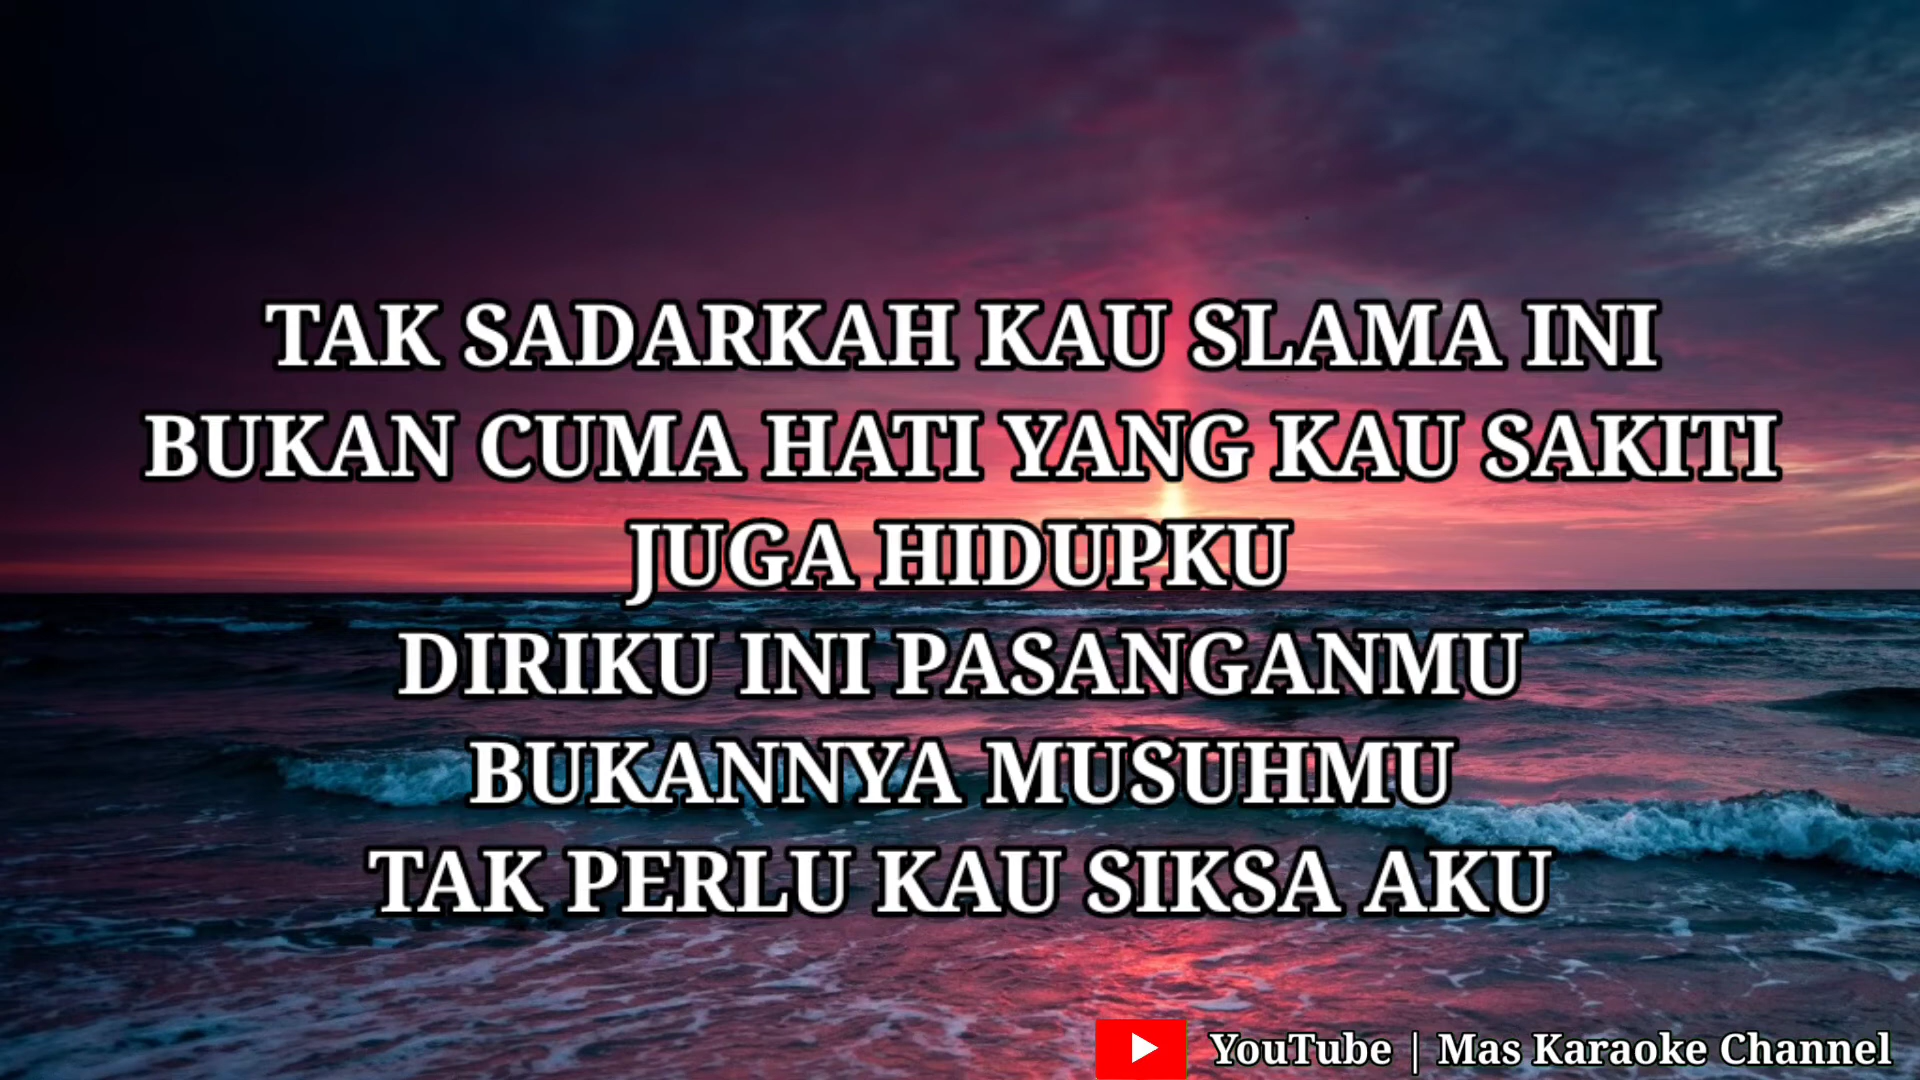 TAK SADARKAH KAU SLAMA INI
BUKAN CUMA HATI YANG KAU SAKITI
JUGA HIDUPKU
DIRIKU INI PASANGANMU
BUKANNYA MUSUHMU
TAK PERLU KAU SIKSA AKU
YouTube | Mas Karaoke Channel